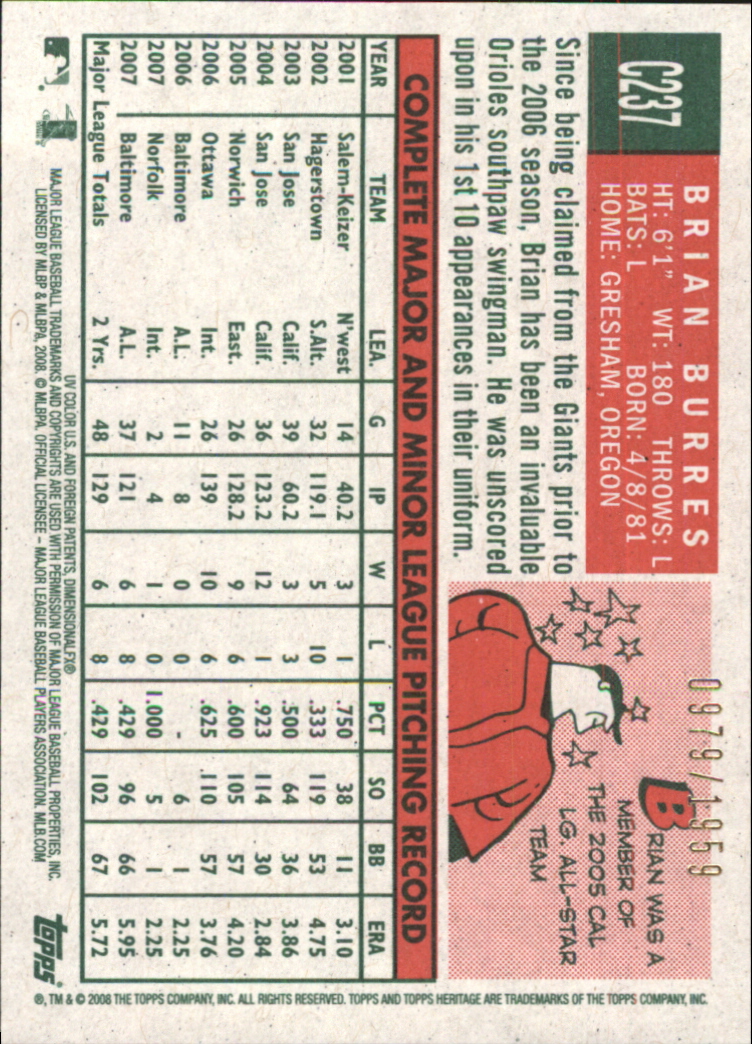 C237
BRIAN BURRES
HT: 6'1" WT: 180 THROWS: L
BATS: L BORN: 4/8/81
HOME: GRESHAM, OREGON
Since being claimed from the Giants prior to
the 2006 season, Brian has been an invaluable
Orioles southpaw swingman. He was unscored
upon in his 1st 10 appearances in their uniform.
0979/1959
BRIAN WAS A
MEMBER OF
THE 2005 CAL
LG. ALL-STAR
TEAM
COMPLETE MAJOR AND MINOR LEAGUE PITCHING RECORD
YEAR TEAM LEA. G IP W L PCT SO BB ERA
2001 Salem-Keizer N'west 14 40.2 3 1 .750 38 11 3.10
2002 Hagerstown S.Alt. 32 119.1 5 10 .333 119 53 4.75
2003 San Jose Calif. 39 60.2 3 3 .500 64 36 3.86
2004 San Jose Calif. 36 123.2 12 1 .923 114 30 2.84
2005 Norwich East. 26 128.2 9 6 .600 105 57 4.20
2006 Ottawa Int. 26 139 10 6 .625 110 57 3.76
2006 Baltimore A.L. 11 8 0 0 - 6 1 2.25
2007 Norfolk Int. 2 4 1 0 1.000 5 1 2.25
2007 Baltimore A.L. 37 121 6 8 .429 96 66 5.95
Major League Totals 2 Yrs. 48 129 6 8 .429 102 67 5.72
UV COLOR U.S. AND FOREIGN PATENTS, DIMENSIONALFX®
MAJOR LEAGUE BASEBALL TRADEMARKS AND COPYRIGHTS ARE USED WITH PERMISSION OF MAJOR LEAGUE BASEBALL PROPERTIES, INC.
LICENSED BY MLBP & MLBPA, 2008. © MLBPA, OFFICIAL LICENSEE – MAJOR LEAGUE BASEBALL PLAYERS ASSOCIATION. MLB.COM
topps
®, TM & © 2008 THE TOPPS COMPANY, INC. ALL RIGHTS RESERVED. TOPPS AND TOPPS HERITAGE ARE TRADEMARKS OF THE TOPPS COMPANY, INC.